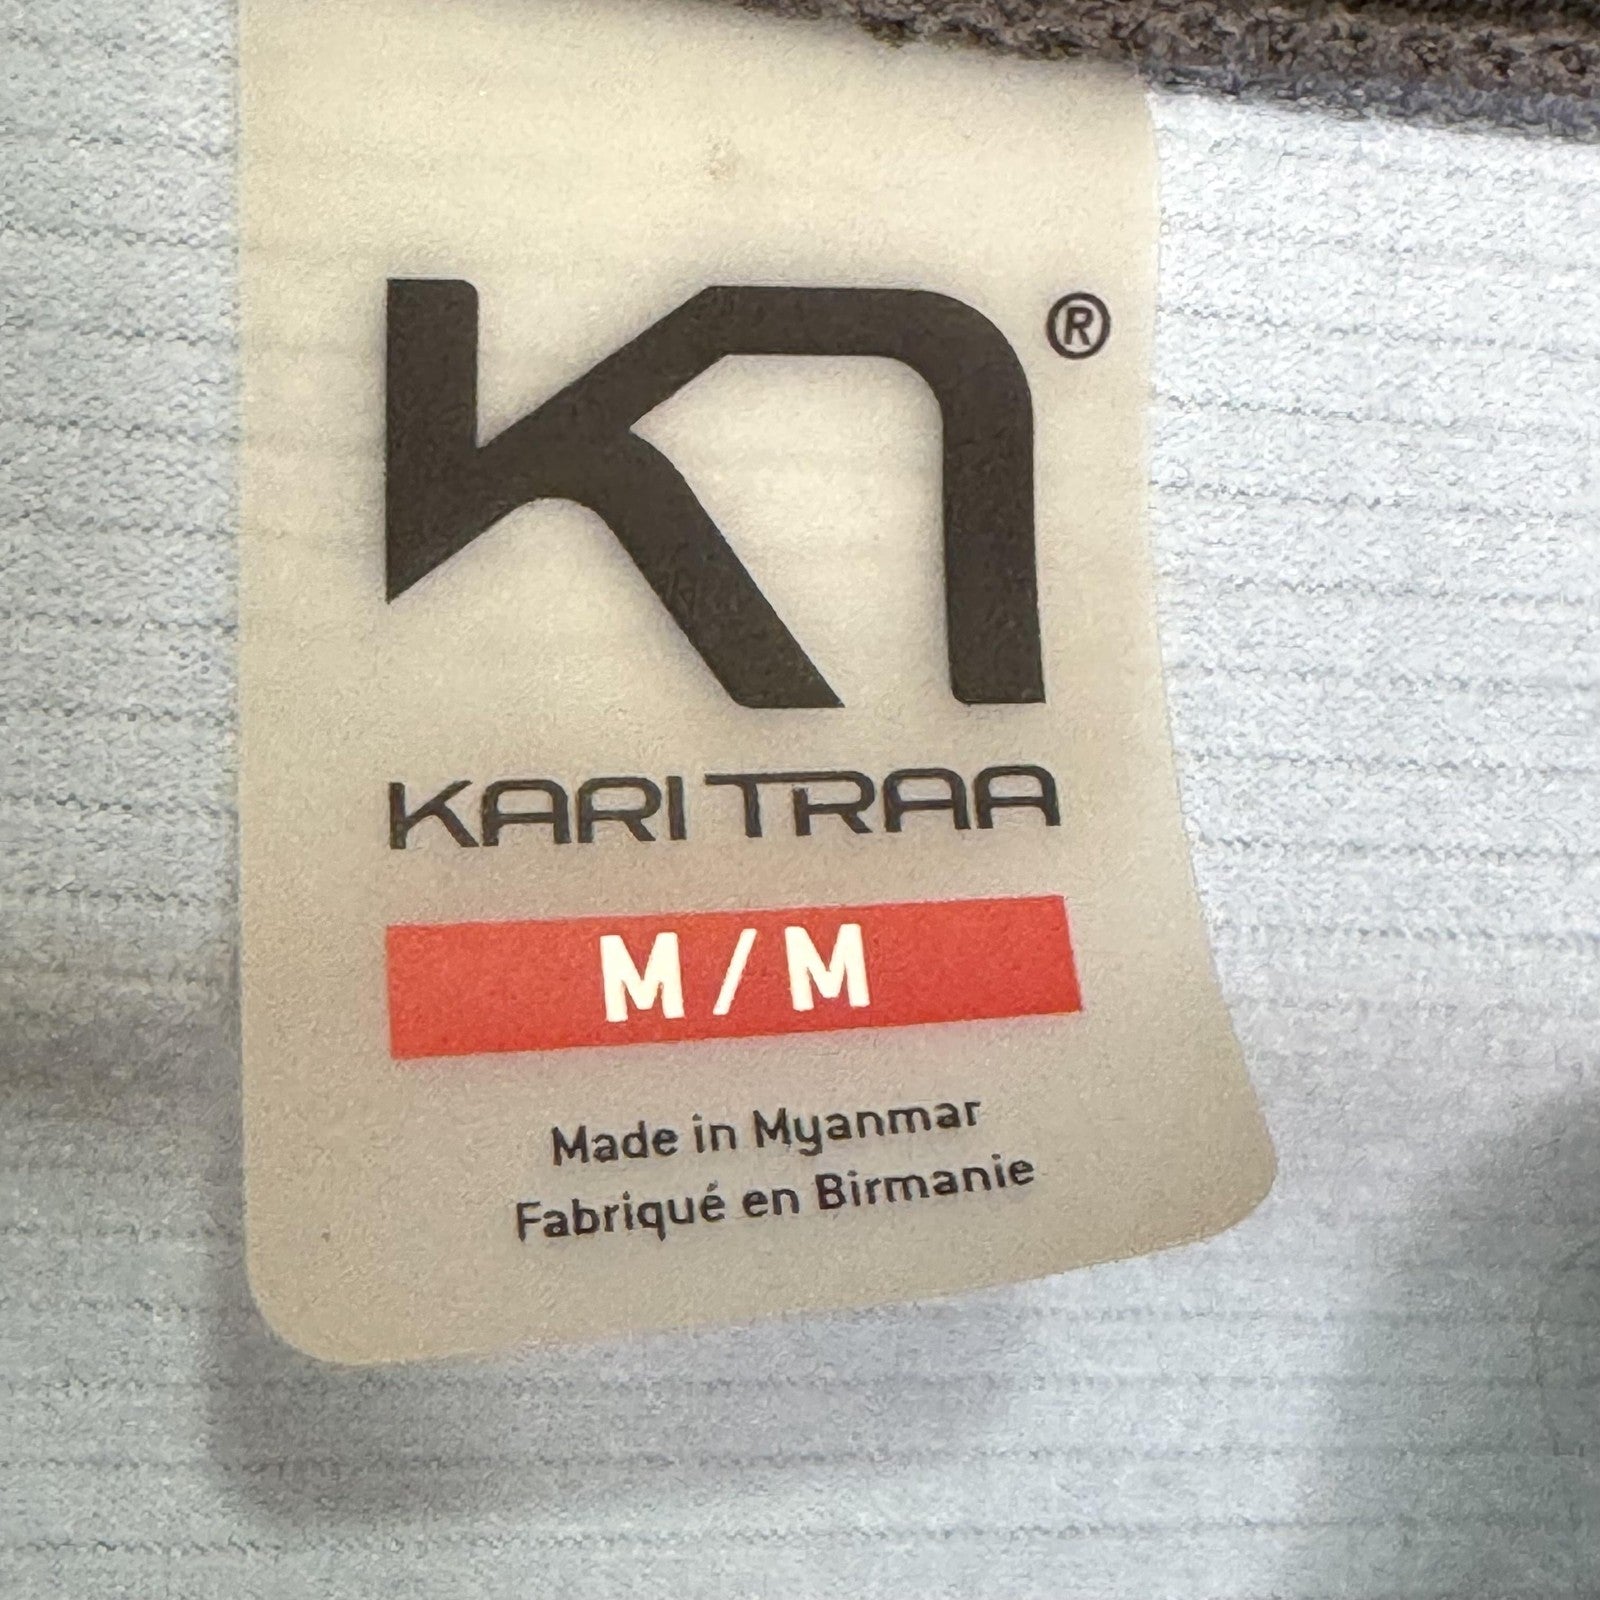 ®
KARI TRAA
M / M
Made in Myanmar
Fabriqué en Birmanie